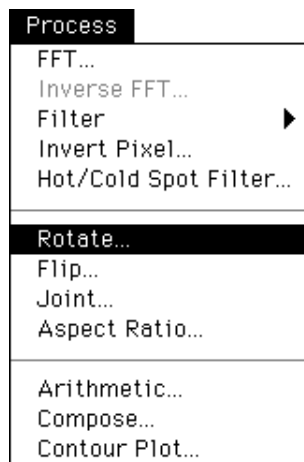 Process
FFT...
Inverse FFT...
Filter
Invert Pixel...
Hot/Cold Spot Filter...
Rotate...
Flip...
Joint...
Aspect Ratio...
Arithmetic...
Compose...
Contour Plot...